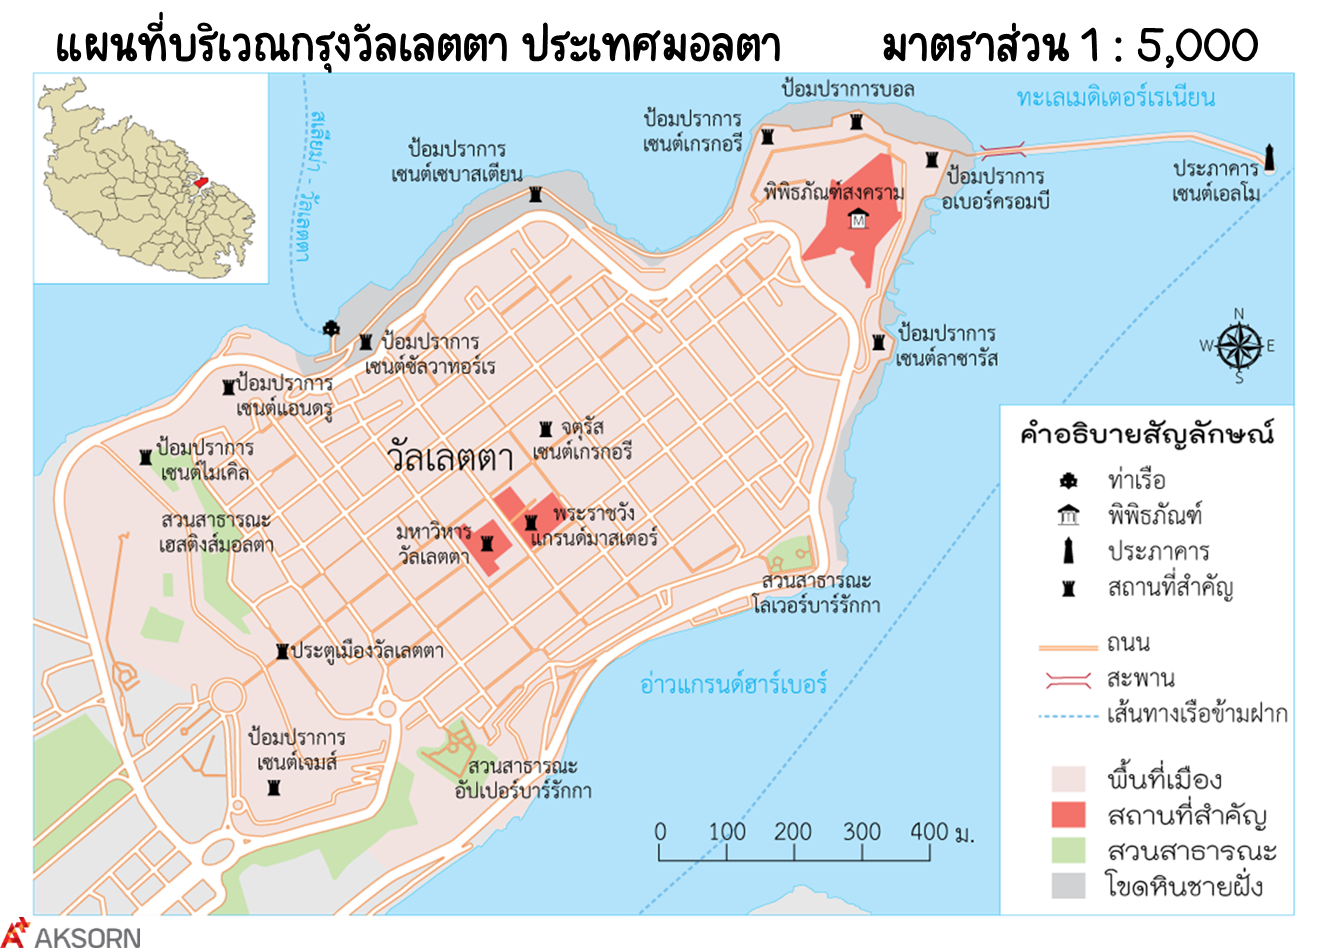 แผนที่บริเวณกรุงวัลเลตตา ประเทศมอลตา มาตราส่วน 1 : 5,000
ป้อมปราการบอล
ทะเลเมดิเตอร์เรเนียน
ป้อมปราการ
เซนต์เกรกอรี
สเลียม่า - วัลเลตตา
ป้อมปราการ
เซนต์เซบาสเตียน
พิพิธภัณฑ์สงคราม
M
ป้อมปราการ
อเบอร์ครอมบี
ประภาคาร
เซนต์เอลโม
ป้อมปราการ
เซนต์ซัลวาทอร์เร
ป้อมปราการ
เซนต์ลาซารัส
N
W E
S
ป้อมปราการ
เซนต์แอนดรู
ป้อมปราการ
เซนต์ไมเคิล
วัลเลตตา
จตุรัส
เซนต์เกรกอรี
สวนสาธารณะ
เฮสติงส์มอลตา
มหาวิหาร
วัลเลตตา
พระราชวัง
แกรนด์มาสเตอร์
สวนสาธารณะ
โลเวอร์บาร์รักกา
ประตูเมืองวัลเลตตา
อ่าวแกรนด์ฮาร์เบอร์
ป้อมปราการ
เซนต์เจมส์
สวนสาธารณะ
อัปเปอร์บาร์รักกา
0 100 200 300 400 ม.
คำอธิบายสัญลักษณ์
ท่าเรือ
พิพิธภัณฑ์
ประภาคาร
สถานที่สำคัญ
ถนน
สะพาน
เส้นทางเรือข้ามฝาก
พื้นที่เมือง
สถานที่สำคัญ
สวนสาธารณะ
โขดหินชายฝั่ง
AKSORN